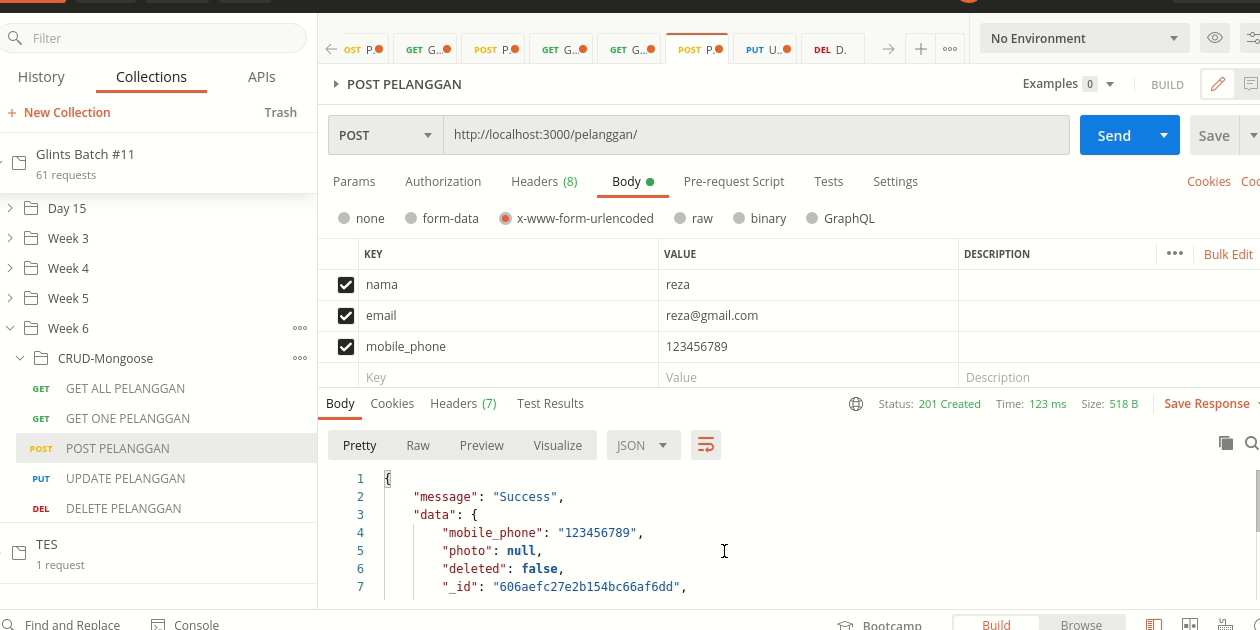 Filter
History Collections APIs
+ New Collection Trash
Glints Batch #11
61 requests
Day 15
Week 3
Week 4
Week 5
Week 6
CRUD-Mongoose
GET GET ALL PELANGGAN
GET GET ONE PELANGGAN
POST POST PELANGGAN
PUT UPDATE PELANGGAN
DEL DELETE PELANGGAN
TES
1 request
OST P. GET G... POST P. GET G... GET G... POST P. PUT U... DEL D.
No Environment
POST PELANGGAN
Examples 0 BUILD
POST http://localhost:3000/pelanggan/ Send Save
Params Authorization Headers (8) Body Pre-request Script Tests Settings Cookies Coo
none form-data x-www-form-urlencoded raw binary GraphQL
KEY VALUE DESCRIPTION Bulk Edit
nama reza
email reza@gmail.com
mobile_phone 123456789
Key Value Description
Body Cookies Headers (7) Test Results Status: 201 Created Time: 123 ms Size: 518 B Save Response
Pretty Raw Preview Visualize JSON
1 {
2 "message": "Success",
3 "data": {
4 "mobile_phone": "123456789",
5 "photo": null,
6 "deleted": false,
7 "_id": "606aefc27e2b154bc66af6dd",
Find and Replace Console Bootcamp Build Browse